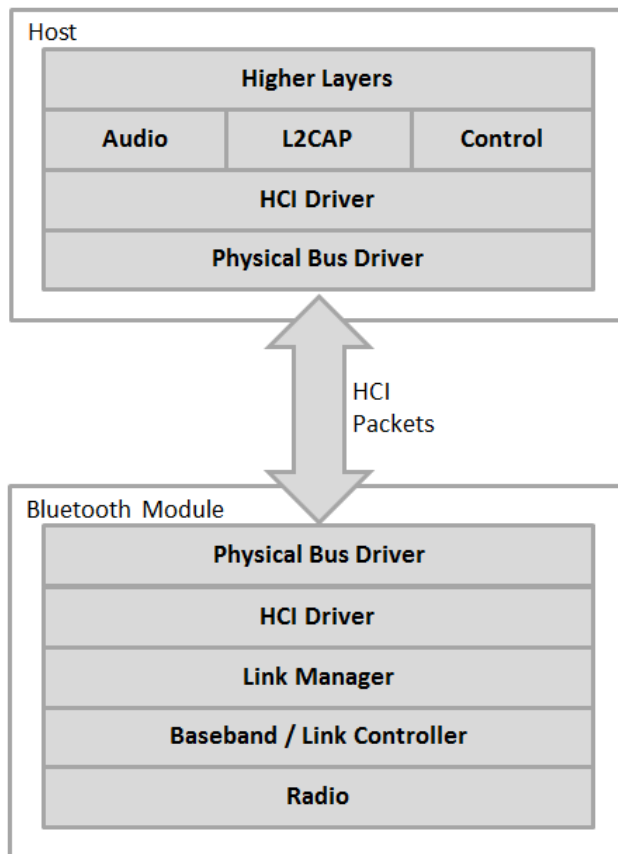 Host
Higher Layers
Audio L2CAP Control
HCI Driver
Physical Bus Driver
HCI
Packets
Bluetooth Module
Physical Bus Driver
HCI Driver
Link Manager
Baseband / Link Controller
Radio